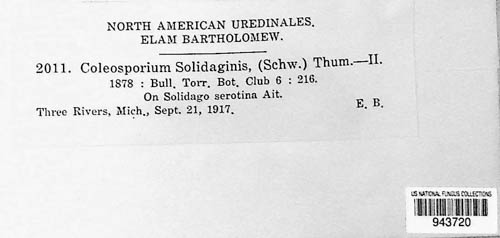 NORTH AMERICAN UREDINALES.
ELAM BARTHOLOMEW.
2011. Coleosporium Solidaginis, (Schw.) Thum.—II.
1878 : Bull. Torr. Bot. Club 6 : 216.
On Solidago serotina Ait.
Three Rivers, Mich., Sept. 21, 1917. E. B.
US NATIONAL FUNGUS COLLECTIONS
943720